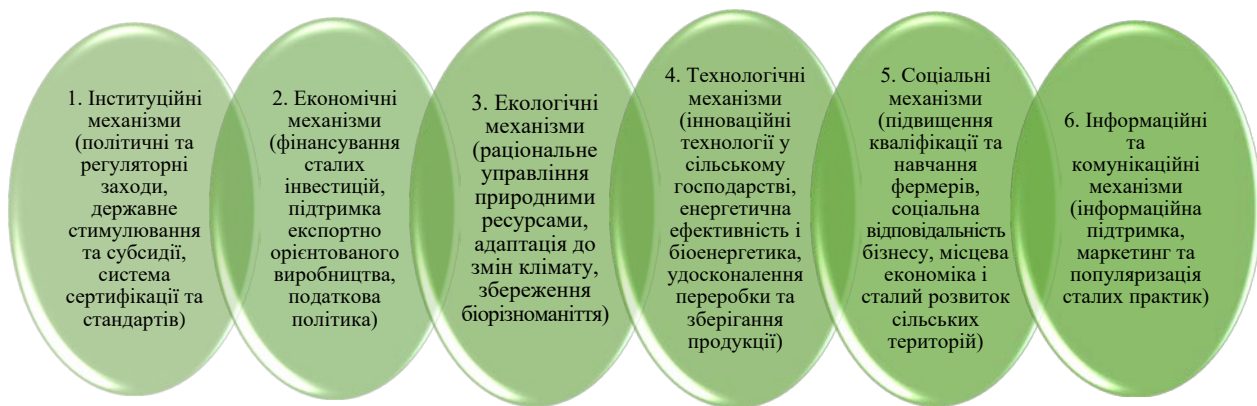 1. Інституційні
механізми
(політичні та
регуляторні
заходи,
державне
стимулювання
та субсидії,
система
сертифікації та
стандартів)
2. Економічні
механізми
(фінансування
сталих
інвестицій,
підтримка
експортно
орієнтованого
виробництва,
податкова
політика)
3. Екологічні
механізми
(раціональне
управління
природними
ресурсами,
адаптація до
змін клімату,
збереження
біорізноманіття)
4. Технологічні
механізми
(інноваційні
технології у
сільському
господарстві,
енергетична
ефективність і
біоенергетика,
удосконалення
переробки та
зберігання
продукції)
5. Соціальні
механізми
(підвищення
кваліфікації та
навчання
фермерів,
соціальна
відповідальність
бізнесу, місцева
економіка і
сталий розвиток
сільських
територій)
6. Інформаційні
та
комунікаційні
механізми
(інформаційна
підтримка,
маркетинг та
популяризація
сталих практик)